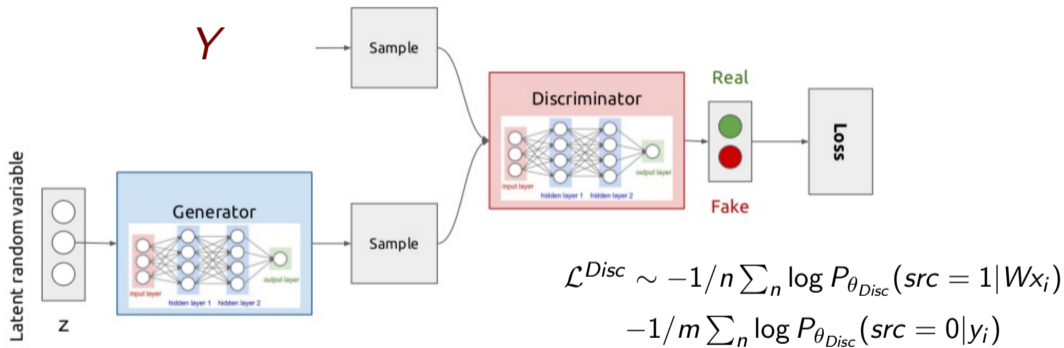 Y
Sample
Real
Discriminator
input layer
hidden layer 1
hidden layer 2
output layer
Loss
Fake
Latent random variable
z
Generator
input layer
hidden layer 1
hidden layer 2
output layer
Sample
ℒ^{Disc} ∼ −1/n ∑_n log P_{θ_{Disc}}(src = 1|Wx_i)
−1/m ∑_n log P_{θ_{Disc}}(src = 0|y_i)